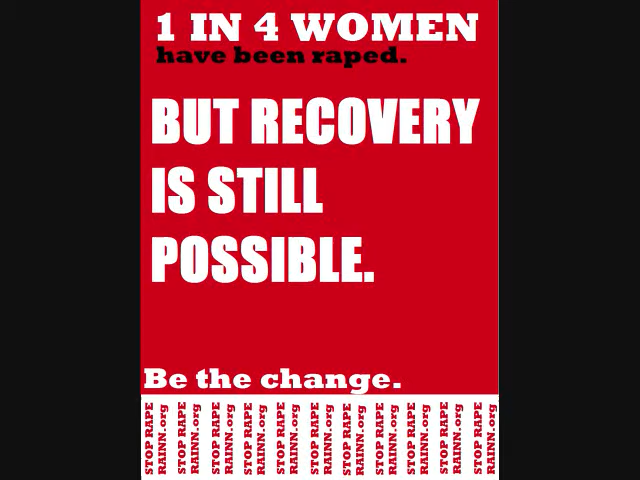 1 IN 4 WOMEN
have been raped.
BUT RECOVERY
IS STILL
POSSIBLE.
Be the change.
STOP RAPE
RAINN.org
STOP RAPE
RAINN.org
STOP RAPE
RAINN.org
STOP RAPE
RAINN.org
STOP RAPE
RAINN.org
STOP RAPE
RAINN.org
STOP RAPE
RAINN.org
STOP RAPE
RAINN.org
STOP RAPE
RAINN.org
STOP RAPE
RAINN.org
STOP RAPE
RAINN.org